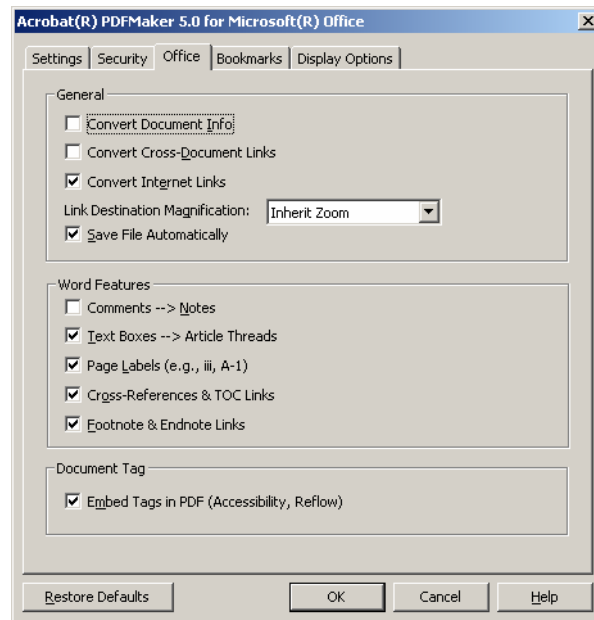 Acrobat(R) PDFMaker 5.0 for Microsoft(R) Office
Settings Security Office Bookmarks Display Options
General
Convert Document Info
Convert Cross-Document Links
Convert Internet Links
Link Destination Magnification: Inherit Zoom
Save File Automatically
Word Features
Comments --> Notes
Text Boxes --> Article Threads
Page Labels (e.g., iii, A-1)
Cross-References & TOC Links
Footnote & Endnote Links
Document Tag
Embed Tags in PDF (Accessibility, Reflow)
Restore Defaults OK Cancel Help